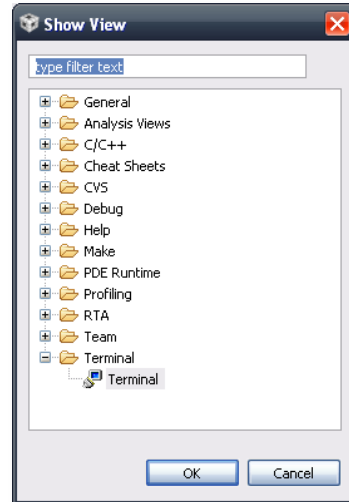 Show View
type filter text
General
Analysis Views
C/C++
Cheat Sheets
CVS
Debug
Help
Make
PDE Runtime
Profiling
RTA
Team
Terminal
Terminal
OK Cancel